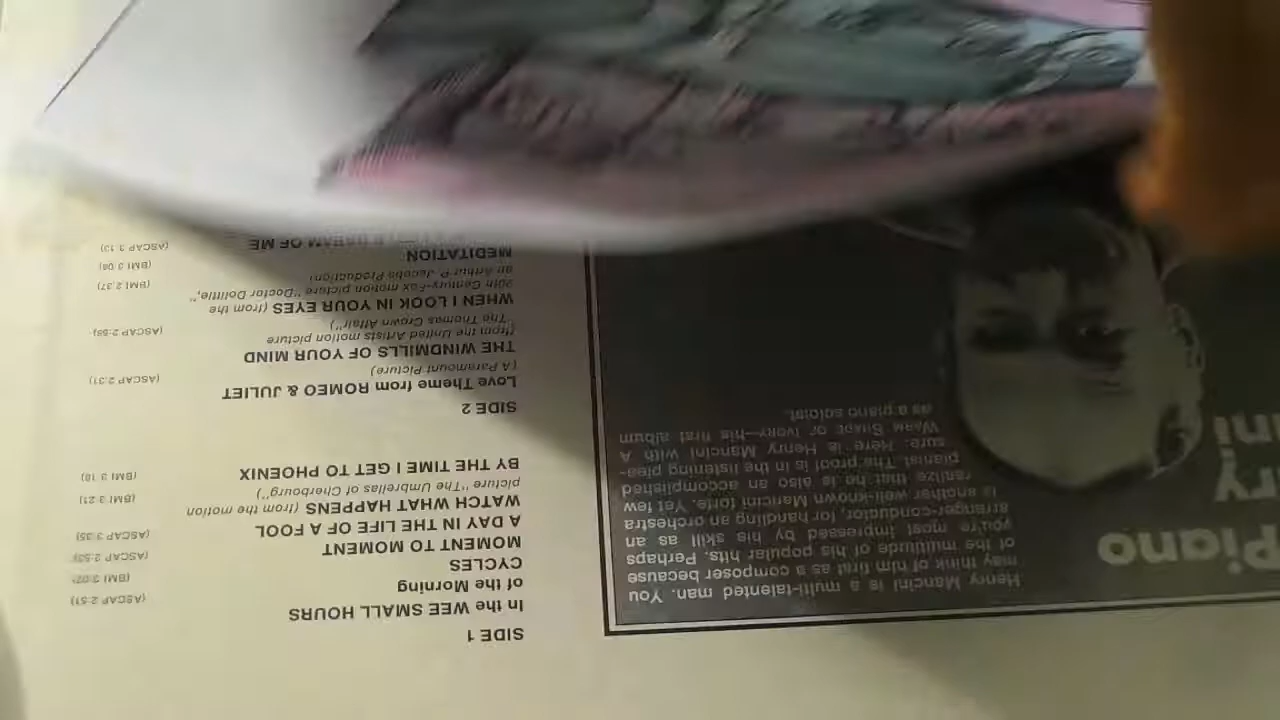 SIDE 1
In the WEE SMALL HOURS
of the Morning (ASCAP 2:51)
CYCLES (BMI 3:02)
MOMENT TO MOMENT (ASCAP 2:53)
A DAY IN THE LIFE OF A FOOL (ASCAP 3:35)
WATCH WHAT HAPPENS (from the motion
picture "The Umbrellas of Cherbourg") (BMI 3:21)
BY THE TIME I GET TO PHOENIX (BMI 3:18)
SIDE 2
Love Theme from ROMEO & JULIET
(A Paramount Picture) (ASCAP 2:31)
THE WINDMILLS OF YOUR MIND
(from the United Artists motion picture
"The Thomas Crown Affair") (ASCAP 2:55)
WHEN I LOOK IN YOUR EYES (from the
20th Century-Fox motion picture "Doctor Dolittle,"
an Arthur P. Jacobs Production) (BMI 2:37)
MEDITATION (BMI 3:08)
DREAM OF ME (ASCAP 3:13)
Piano
Henry Mancini is a multi-talented man. You
may think of him first as a composer because
of the multitude of his popular hits. Perhaps
you're most impressed by his skill as an
arranger-conductor, for handling an orchestra
is another well-known Mancini forte. Yet few
realize that he is also an accomplished
pianist. The proof is in the listening plea-
sure. Here is Henry Mancini with A
WARM SHADE OF IVORY—his first album
as a piano soloist.